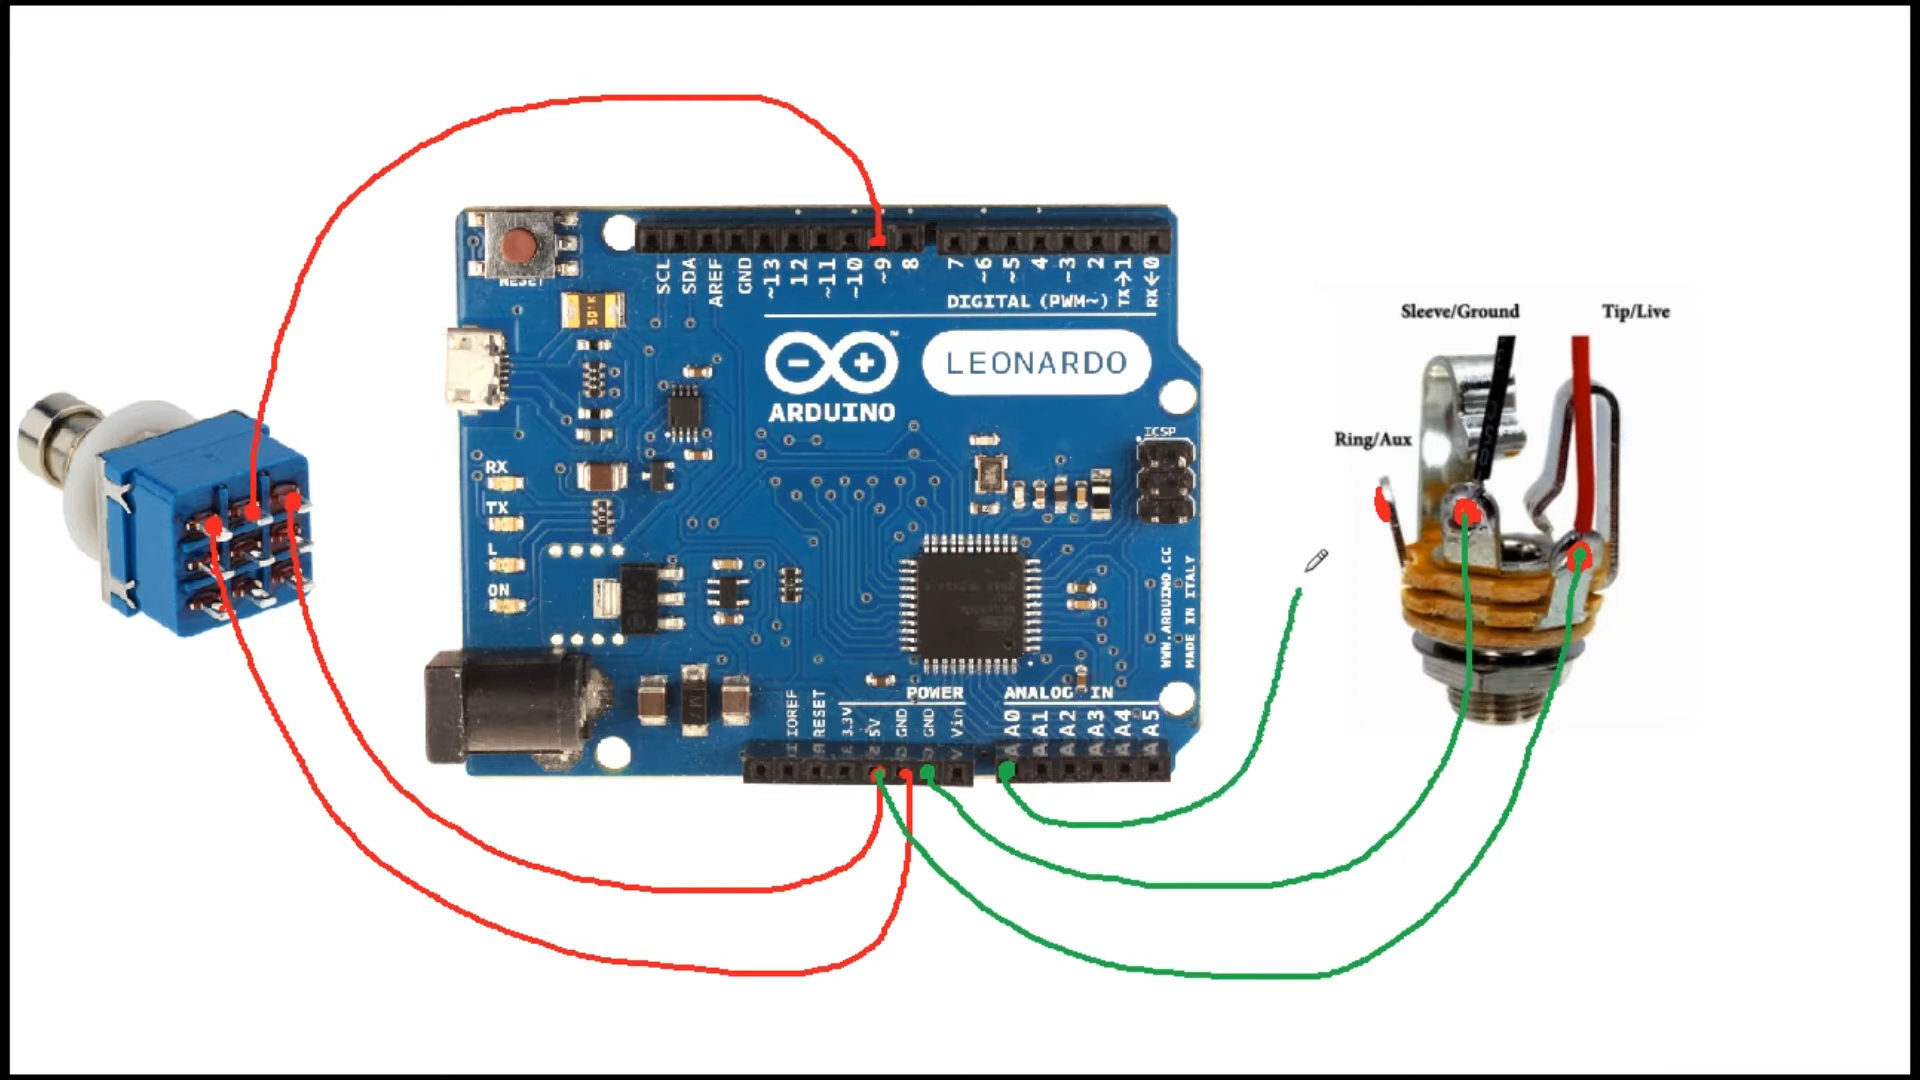 RESET
SCL
SDA
AREF
GND
~13
12
~11
~10
~9
8
7
~6
~5
4
~3
2
TX→1
RX←0
DIGITAL (PWM~)
LEONARDO
ARDUINO
ICSP
RX
TX
L
ON
WWW.ARDUINO.CC
MADE IN ITALY
POWER
ANALOG IN
IOREF
RESET
3.3V
5V
GND
GND
Vin
A0
A1
A2
A3
A4
A5
Sleeve/Ground
Tip/Live
Ring/Aux